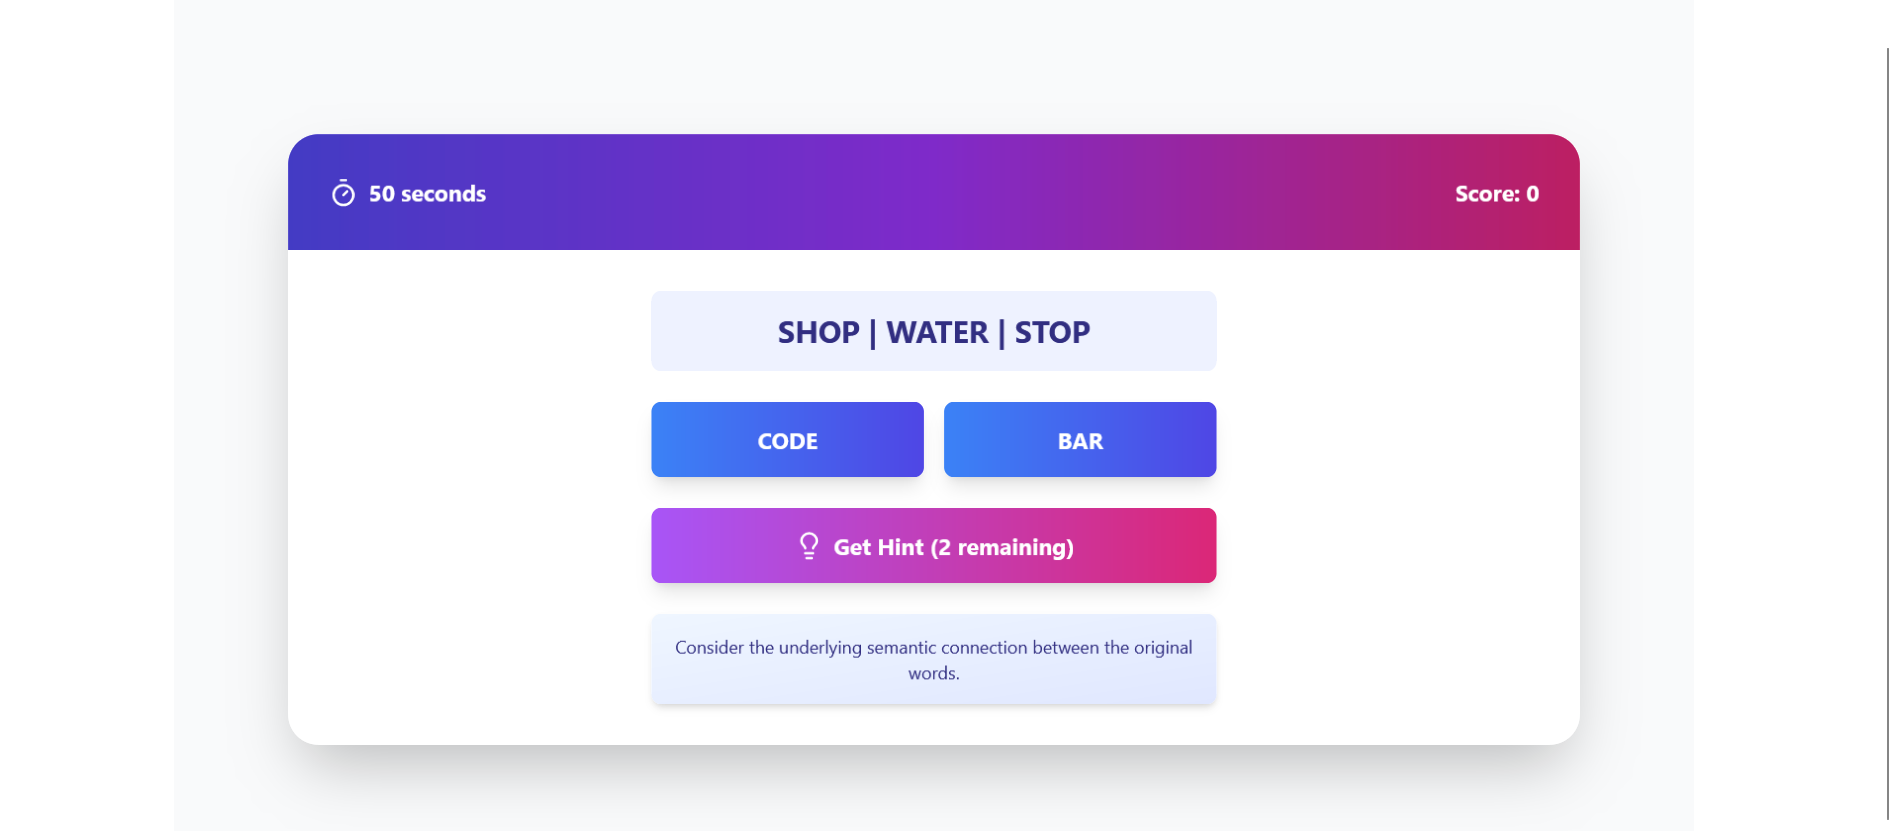 50 seconds
Score: 0
SHOP | WATER | STOP
CODE
BAR
Get Hint (2 remaining)
Consider the underlying semantic connection between the original
words.